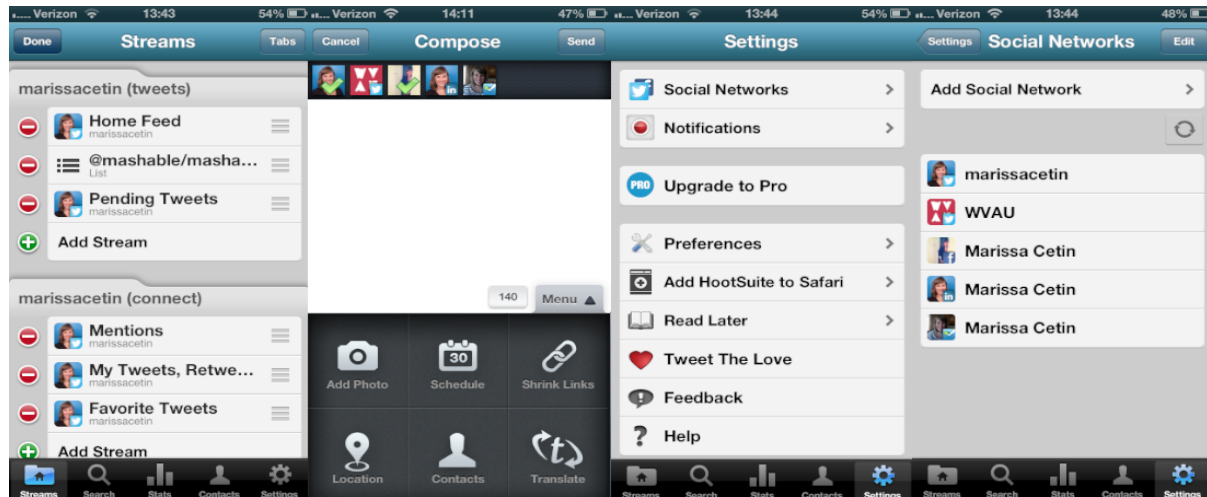 Verizon 13:43 54%
Done Streams Tabs
marissacetin (tweets)
Home Feed
marissacetin
@mashable/masha...
List
Pending Tweets
marissacetin
Add Stream
marissacetin (connect)
Mentions
marissacetin
My Tweets, Retwe...
marissacetin
Favorite Tweets
marissacetin
Add Stream
Streams Search Stats Contacts Settings
Verizon 14:11 47%
Cancel Compose Send
140 Menu
Add Photo 30 Schedule Shrink Links
Location Contacts Translate
Verizon 13:44 54%
Settings
Social Networks
Notifications
PRO Upgrade to Pro
Preferences
Add HootSuite to Safari
Read Later
Tweet The Love
Feedback
Help
Streams Search Stats Contacts Settings
Verizon 13:44 48%
Settings Social Networks Edit
Add Social Network
marissacetin
WVAU
Marissa Cetin
Marissa Cetin
Marissa Cetin
Streams Search Stats Contacts Settings